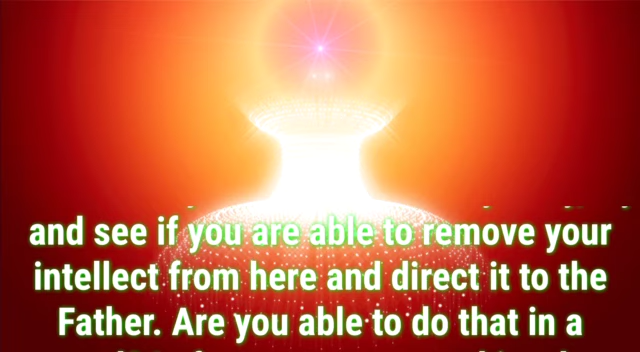 and see if you are able to remove your
intellect from here and direct it to the
Father. Are you able to do that in a